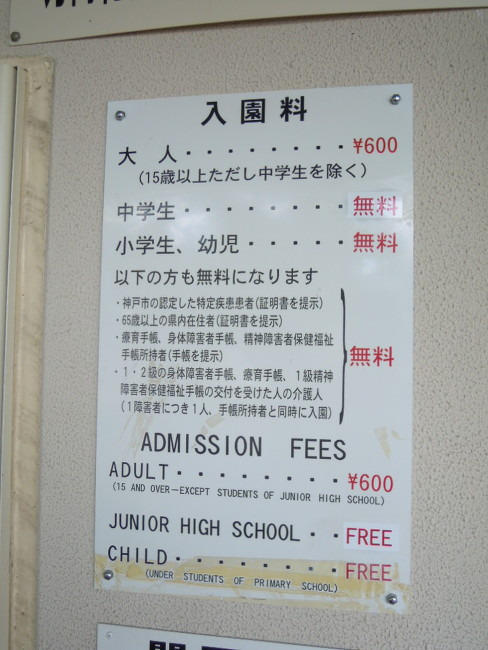 入園料
大 人・・・・・・・・¥600
(15歳以上ただし中学生を除く)
中学生・・・・・・・・無料
小学生、幼児・・・・・無料
以下の方も無料になります
・神戸市の認定した特定疾患患者(証明書を提示)
・65歳以上の県内在住者(証明書を提示)
・療育手帳、身体障害者手帳、精神障害者保健福祉
手帳所持者(手帳を提示)
・1・2級の身体障害者手帳、療育手帳、1級精神
障害者保健福祉手帳の交付を受けた人の介護人
(1障害者につき1人、手帳所持者と同時に入園)
無料
ADMISSION FEES
ADULT・・・・・・・・¥600
(15 AND OVER—EXCEPT STUDENTS OF JUNIOR HIGH SCHOOL)
JUNIOR HIGH SCHOOL・・FREE
CHILD・・・・・・・・FREE
(UNDER STUDENTS OF PRIMARY SCHOOL)